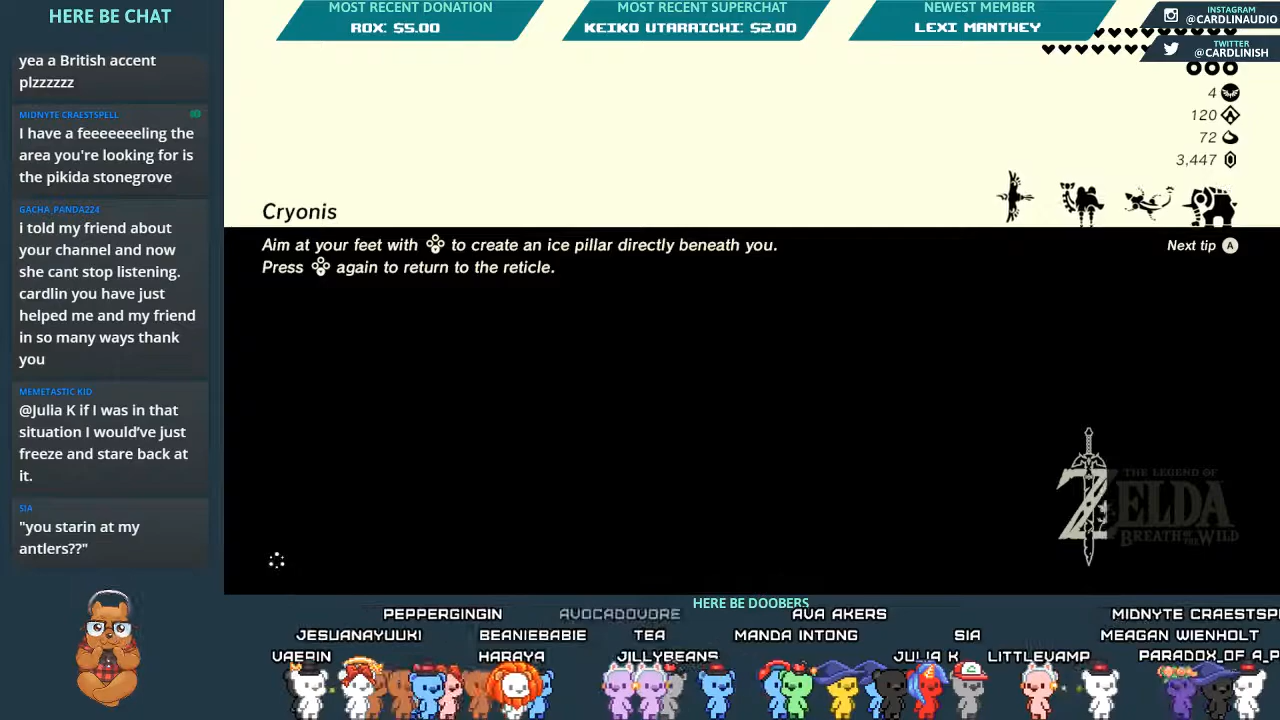 HERE BE CHAT
yea a British accent
plzzzzzz
MIDNYTE CRAESTSPELL
I have a feeeeeeeling the
area you're looking for is
the pikida stonegrove
GACHA_PANDA224
i told my friend about
your channel and now
she cant stop listening.
cardlin you have just
helped me and my friend
in so many ways thank
you
MEMETASTIC KID
@Julia K if I was in that
situation I would've just
freeze and stare back at
it.
SIA
"you starin at my
antlers??"
MOST RECENT DONATION
ROX: $5.00
MOST RECENT SUPERCHAT
KEIKO UTARAICHI: $2.00
NEWEST MEMBER
LEXI MANTHEY
INSTAGRAM
@CARDLINAUDIO
TWITTER
@CARDLINISH
4
120
72
3,447
Cryonis
Aim at your feet with to create an ice pillar directly beneath you.
Press again to return to the reticle.
Next tip A
THE LEGEND OF
ZELDA
BREATH OF THE WILD
HERE BE DOOBERS
PEPPERGINGIN AVOCADOVORE AVA AKERS MIDNYTE CRAESTSP
JESUANAYUUKI BEANIEBABIE TEA MANDA INTONG SIA MEAGAN WIENHOLT
VAERIN HARAYA JILLYBEANS JULIA K LITTLEVAMP PARADOX_OF_A_P